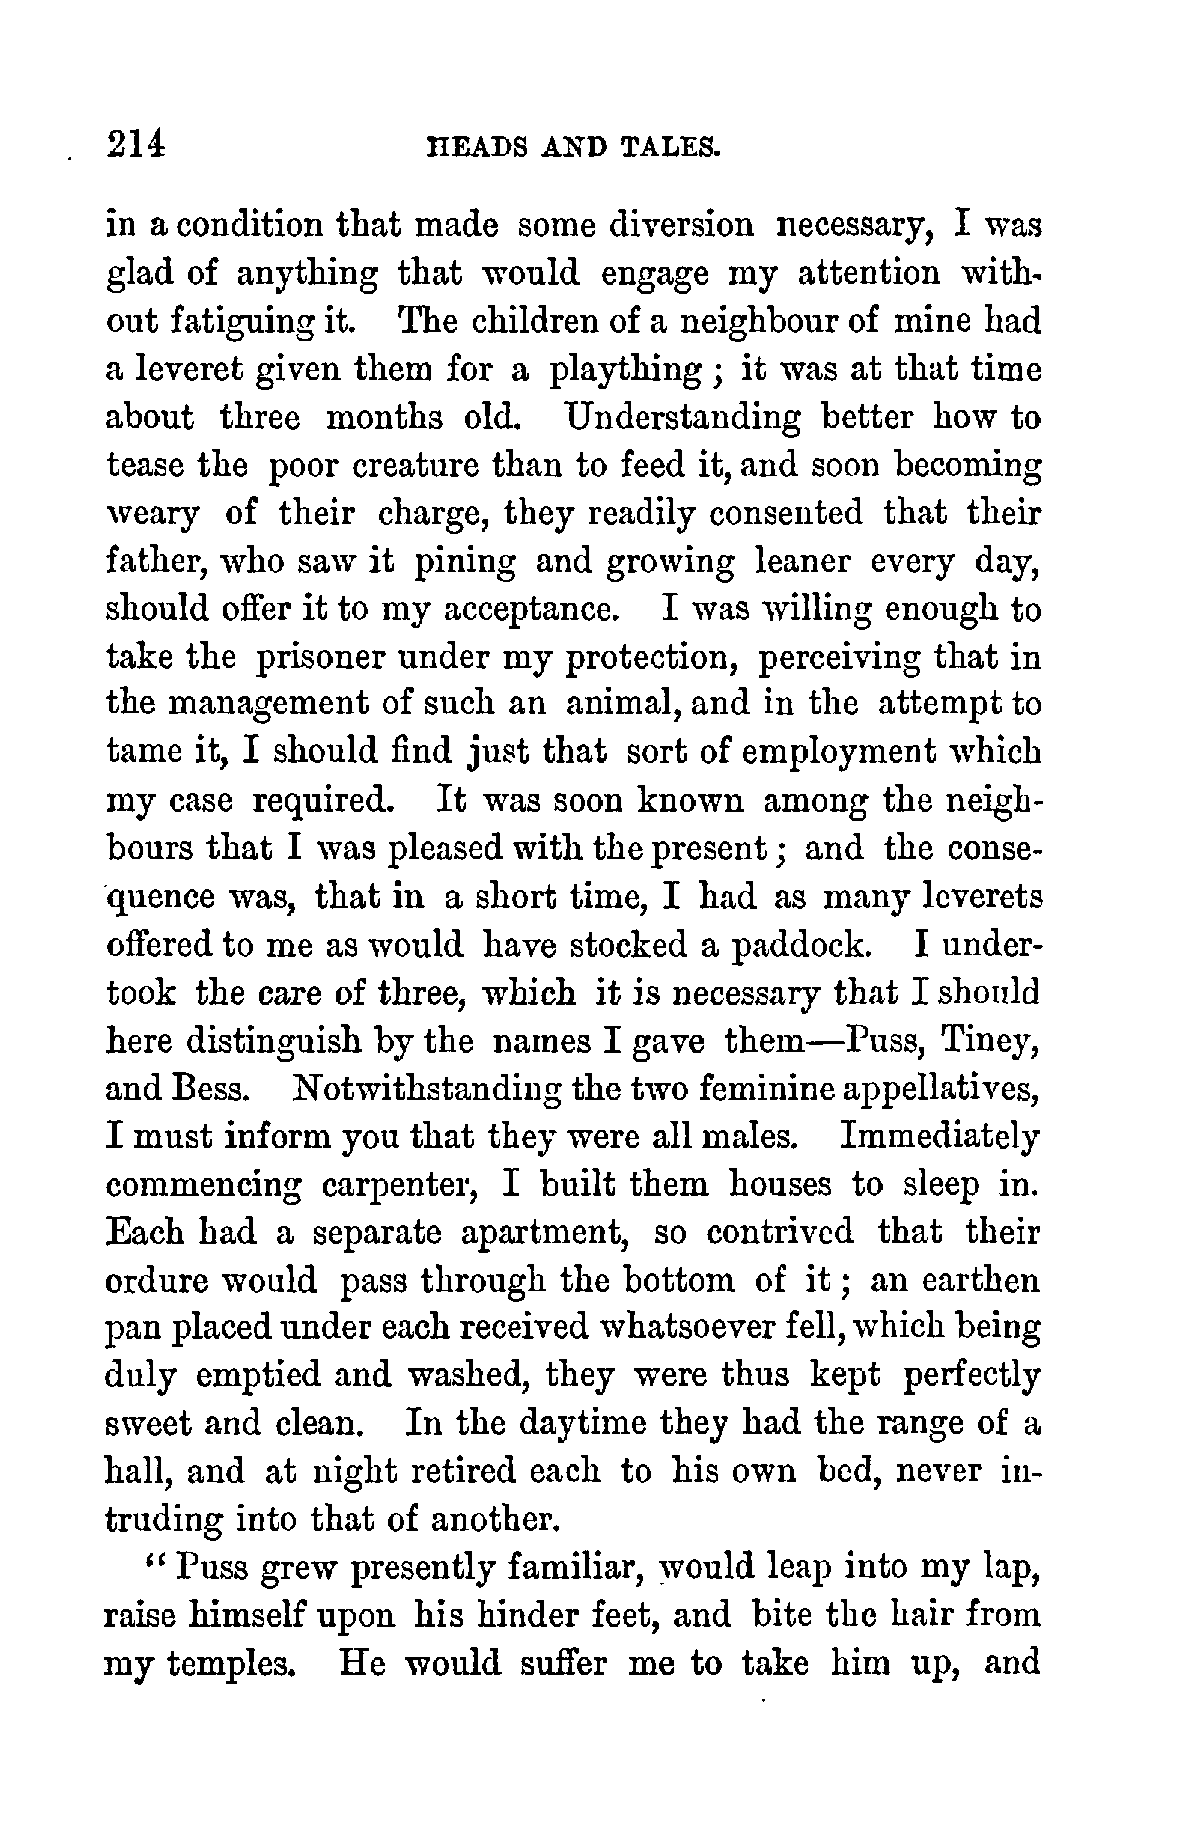 214 HEADS AND TALES.
in a condition that made some diversion necessary, I was
glad of anything that would engage my attention with-
out fatiguing it. The children of a neighbour of mine had
a leveret given them for a plaything ; it was at that time
about three months old. Understanding better how to
tease the poor creature than to feed it, and soon becoming
weary of their charge, they readily consented that their
father, who saw it pining and growing leaner every day,
should offer it to my acceptance. I was willing enough to
take the prisoner under my protection, perceiving that in
the management of such an animal, and in the attempt to
tame it, I should find just that sort of employment which
my case required. It was soon known among the neigh-
bours that I was pleased with the present ; and the conse-
quence was, that in a short time, I had as many leverets
offered to me as would have stocked a paddock. I under-
took the care of three, which it is necessary that I should
here distinguish by the names I gave them—Puss, Tiney,
and Bess. Notwithstanding the two feminine appellatives,
I must inform you that they were all males. Immediately
commencing carpenter, I built them houses to sleep in.
Each had a separate apartment, so contrived that their
ordure would pass through the bottom of it ; an earthen
pan placed under each received whatsoever fell, which being
duly emptied and washed, they were thus kept perfectly
sweet and clean. In the daytime they had the range of a
hall, and at night retired each to his own bed, never in-
truding into that of another.
“ Puss grew presently familiar, would leap into my lap,
raise himself upon his hinder feet, and bite the hair from
my temples. He would suffer me to take him up, and